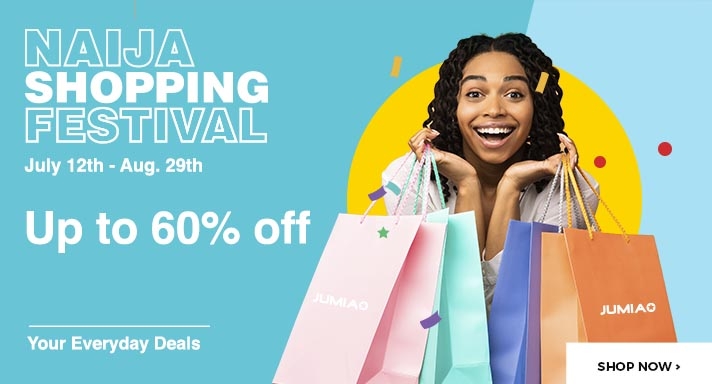 NAIJA
SHOPPING
FESTIVAL
July 12th - Aug. 29th
Up to 60% off
Your Everyday Deals
JUMIA
JUMIA
SHOP NOW ›